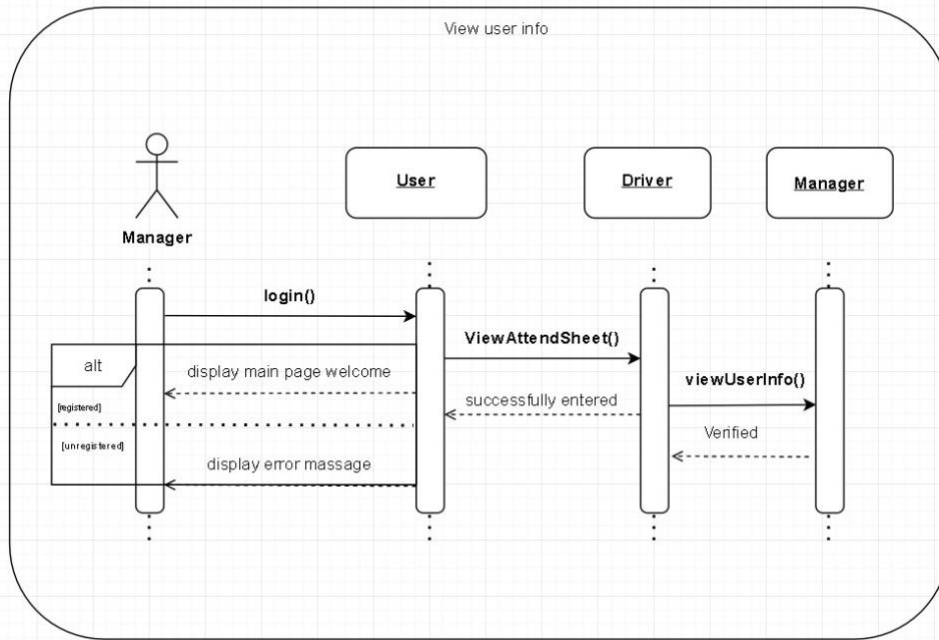 View user info
User
Driver
Manager
Manager
login()
ViewAttendSheet()
alt
display main page welcome
viewUserInfo()
successfully entered
[registered]
Verified
[unregistered]
display error massage